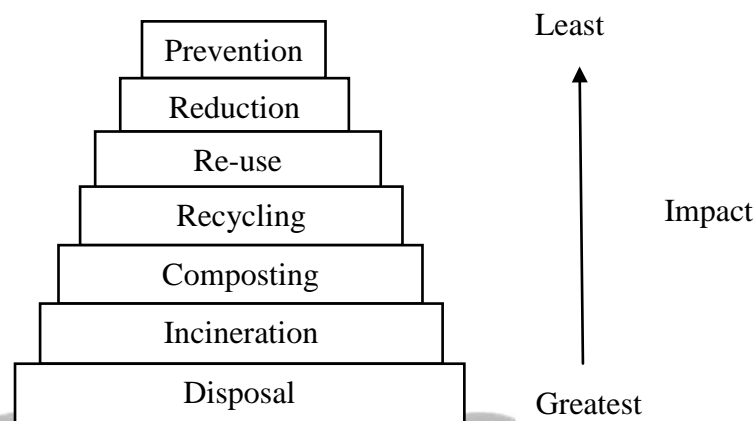 Least
Prevention
Reduction
Re-use
Recycling
Impact
Composting
Incineration
Disposal
Greatest